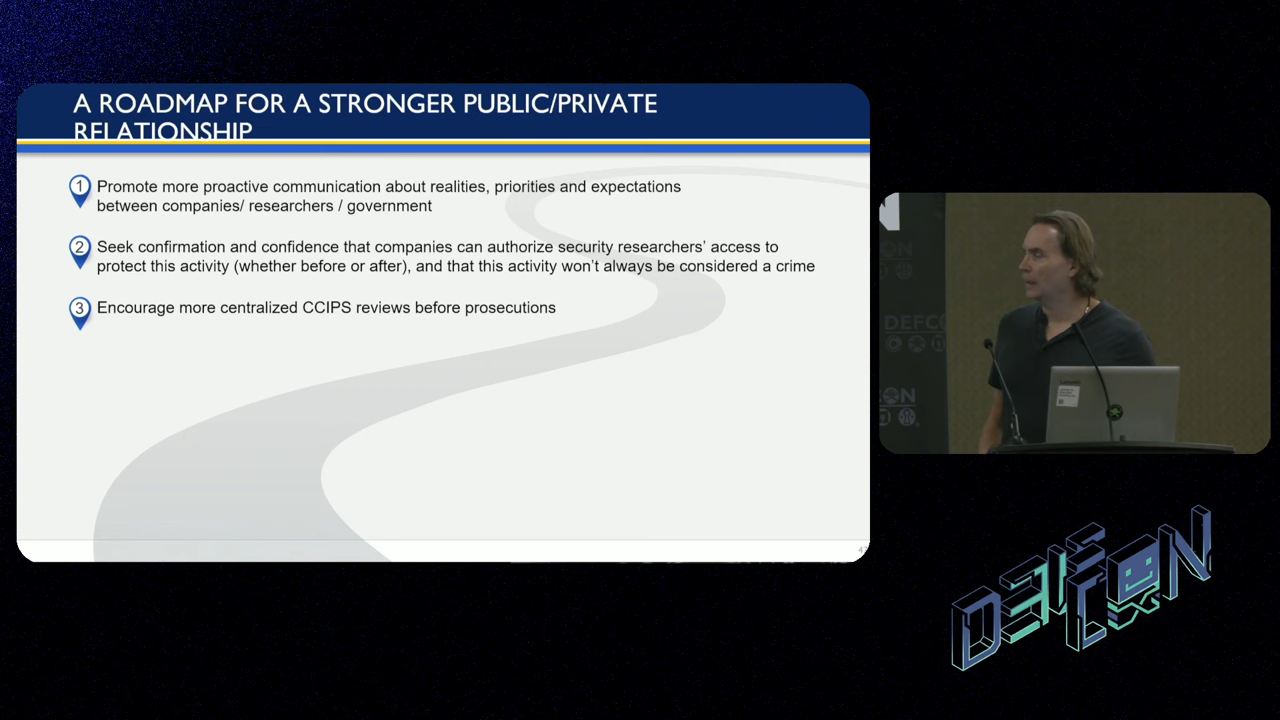 A ROADMAP FOR A STRONGER PUBLIC/PRIVATE
RELATIONSHIP
1 Promote more proactive communication about realities, priorities and expectations
between companies/ researchers / government
2 Seek confirmation and confidence that companies can authorize security researchers’ access to
protect this activity (whether before or after), and that this activity won’t always be considered a crime
3 Encourage more centralized CCIPS reviews before prosecutions
DEFCO
DEFCON